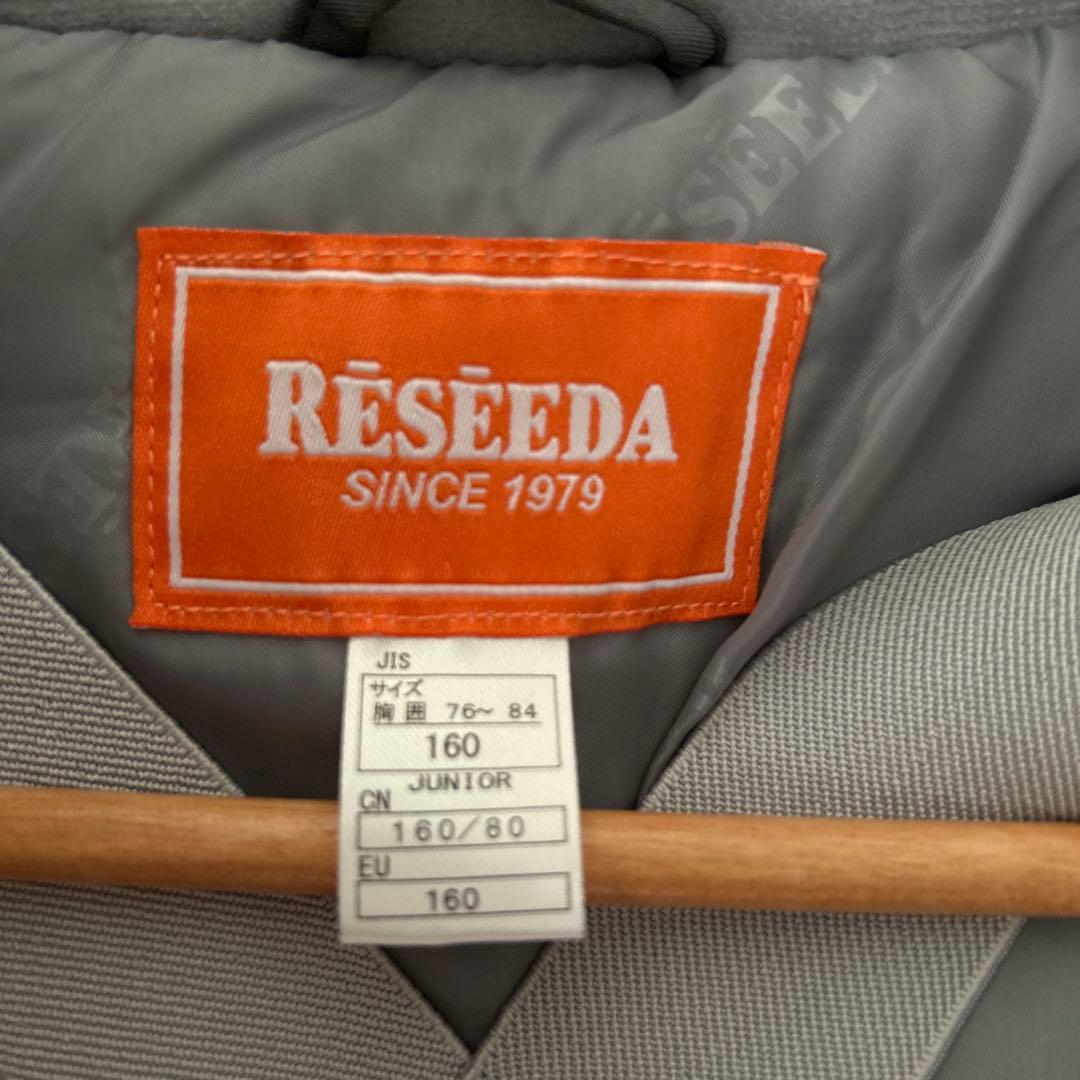 RĒSĒEDA
SINCE 1979
JIS
サイズ
胸囲 76～ 84
160
JUNIOR
CN
160/80
EU
160